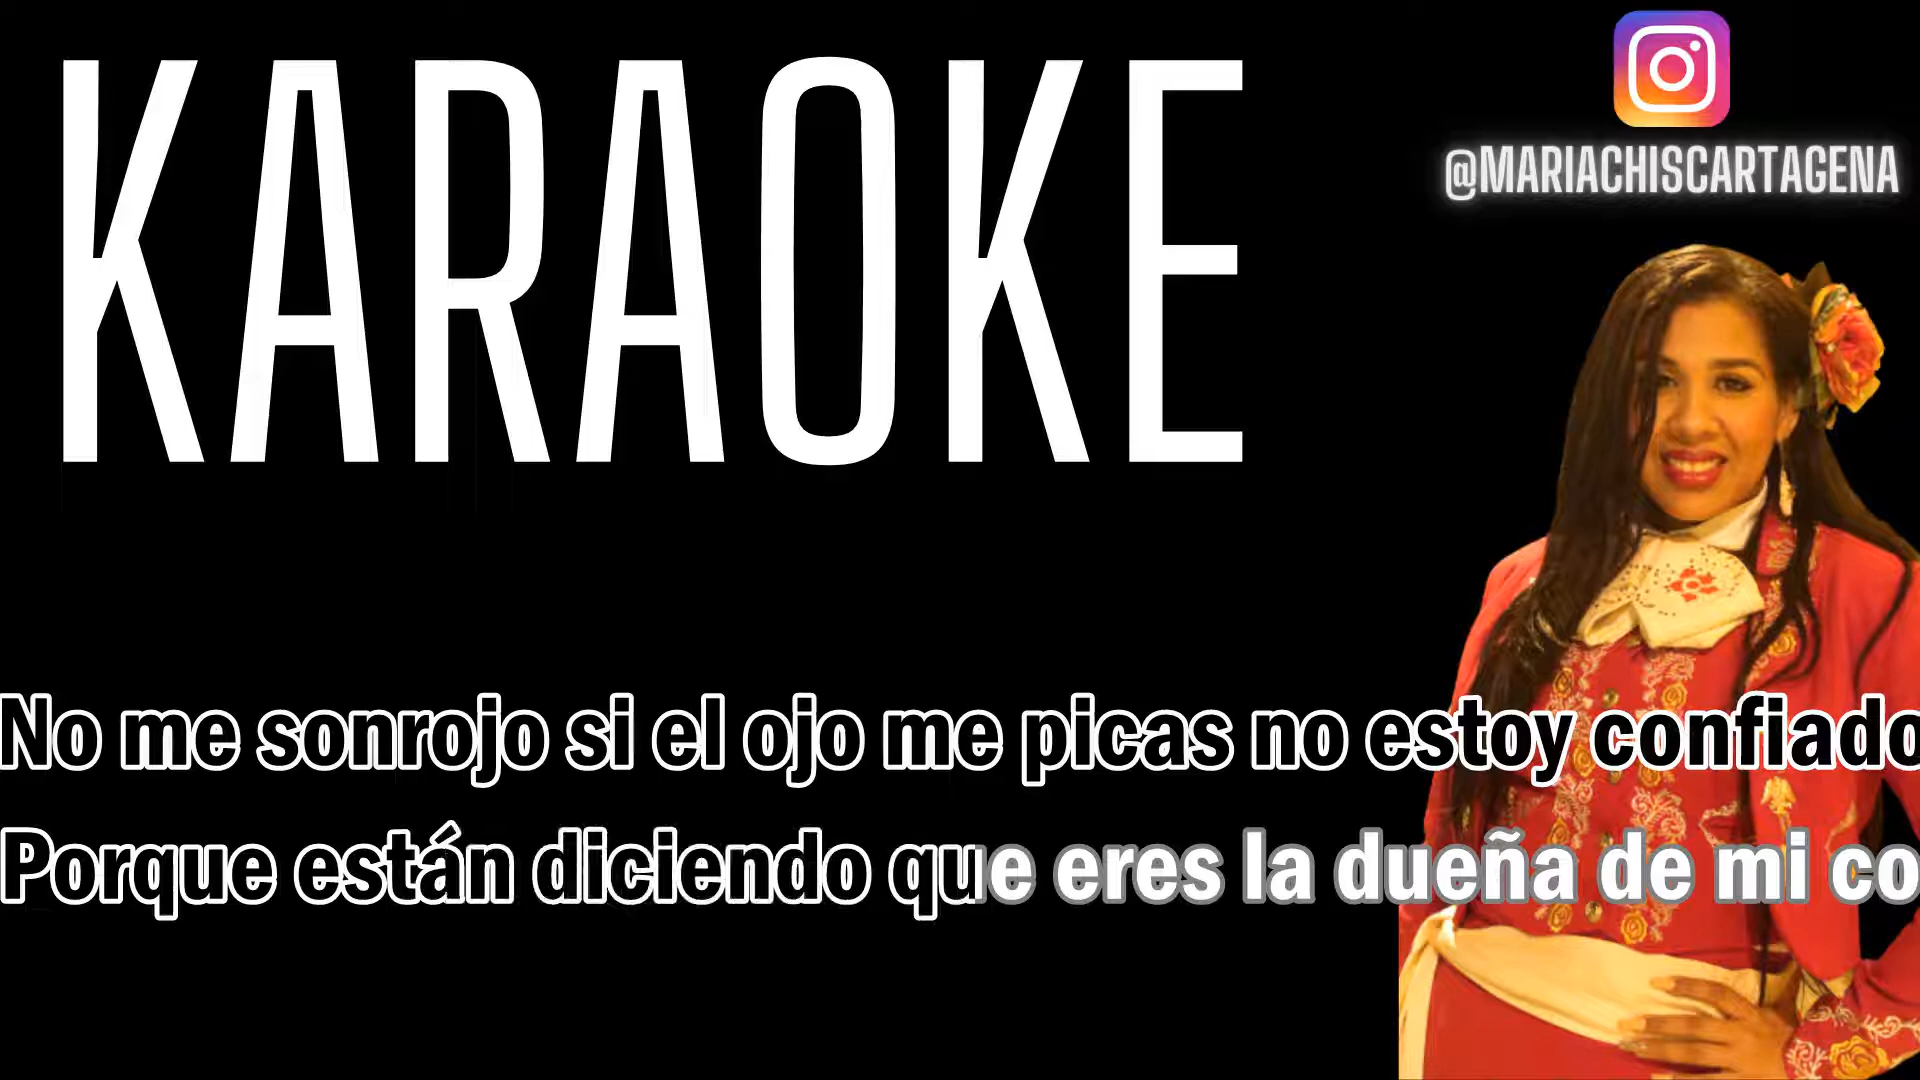 KARAOKE
@MARIACHISCARTAGENA
No me sonrojo si el ojo me picas no estoy confiado
Porque están diciendo que eres la dueña de mi co